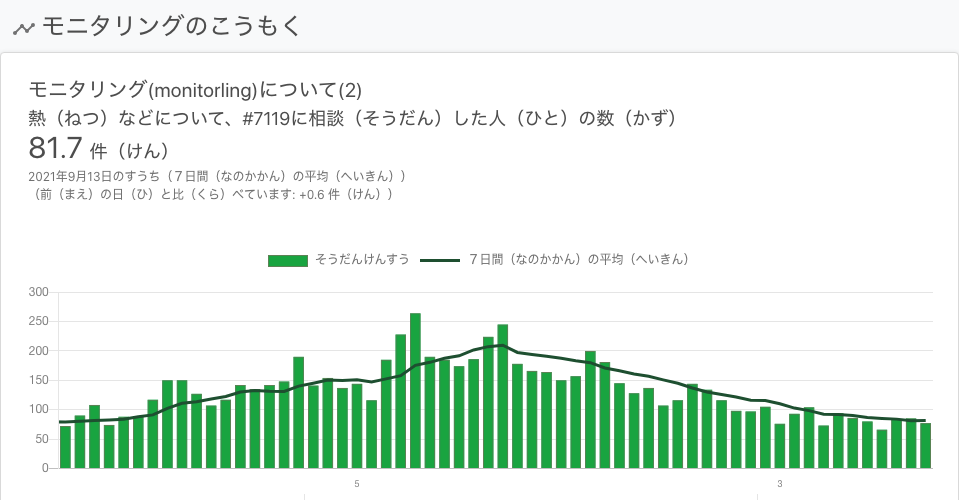 モニタリングのこうもく
モニタリング(monitorling)について(2)
熱（ねつ）などについて、#7119に相談（そうだん）した人（ひと）の数（かず）
81.7 件（けん）
2021年9月13日のすうち（７日間（なのかかん）の平均（へいきん））
（前（まえ）の日（ひ）と比（くら）べています: +0.6 件（けん））
そうだんけんすう ７日間（なのかかん）の平均（へいきん）
300
250
200
150
100
50
0
5 3